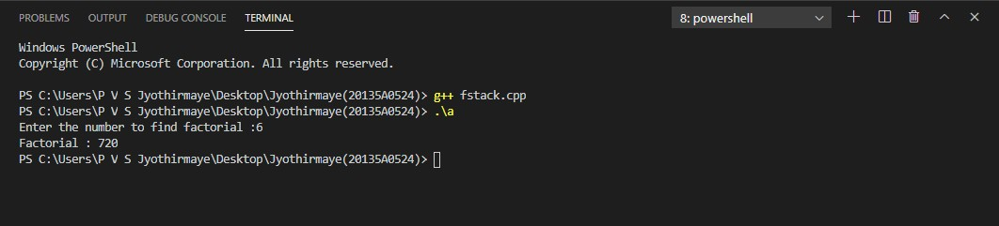 PROBLEMS OUTPUT DEBUG CONSOLE TERMINAL 8: powershell
Windows PowerShell
Copyright (C) Microsoft Corporation. All rights reserved.
PS C:\Users\P V S Jyothirmaye\Desktop\Jyothirmaye(20135A0524)> g++ fstack.cpp
PS C:\Users\P V S Jyothirmaye\Desktop\Jyothirmaye(20135A0524)> .\a
Enter the number to find factorial :6
Factorial : 720
PS C:\Users\P V S Jyothirmaye\Desktop\Jyothirmaye(20135A0524)>